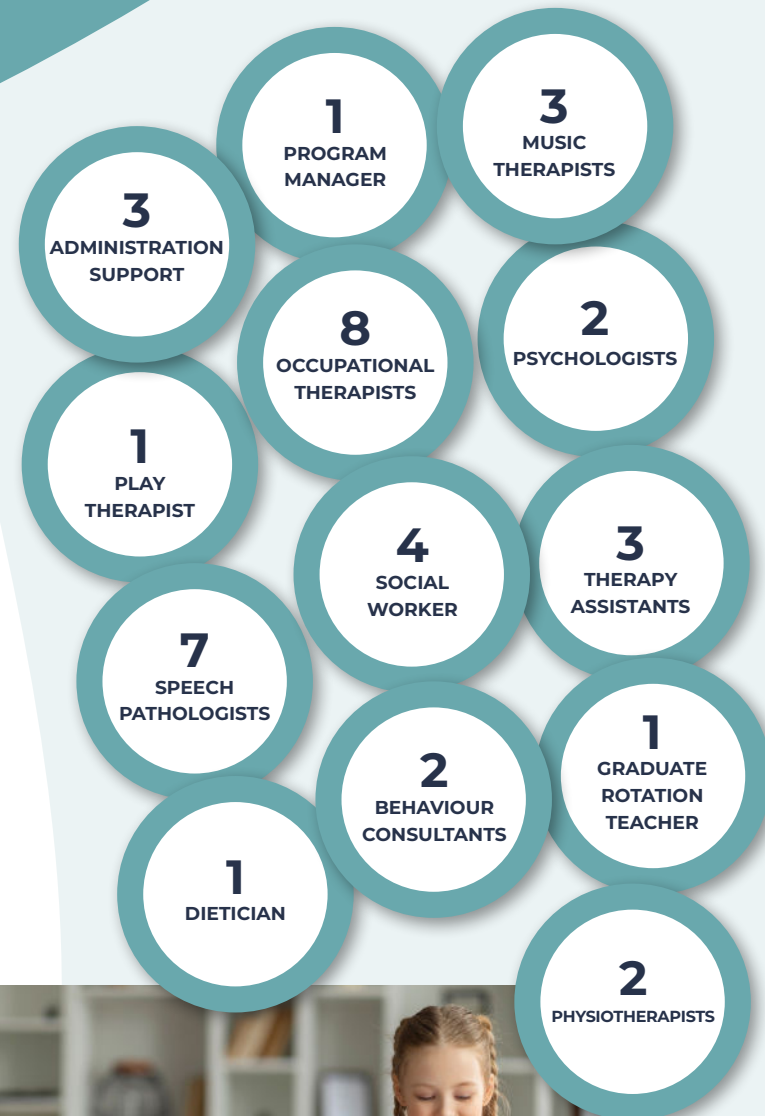 1
PROGRAM
MANAGER
3
MUSIC
THERAPISTS
3
ADMINISTRATION
SUPPORT
8
OCCUPATIONAL
THERAPISTS
2
PSYCHOLOGISTS
1
PLAY
THERAPIST
4
SOCIAL
WORKER
3
THERAPY
ASSISTANTS
7
SPEECH
PATHOLOGISTS
2
BEHAVIOUR
CONSULTANTS
1
GRADUATE
ROTATION
TEACHER
1
DIETICIAN
2
PHYSIOTHERAPISTS